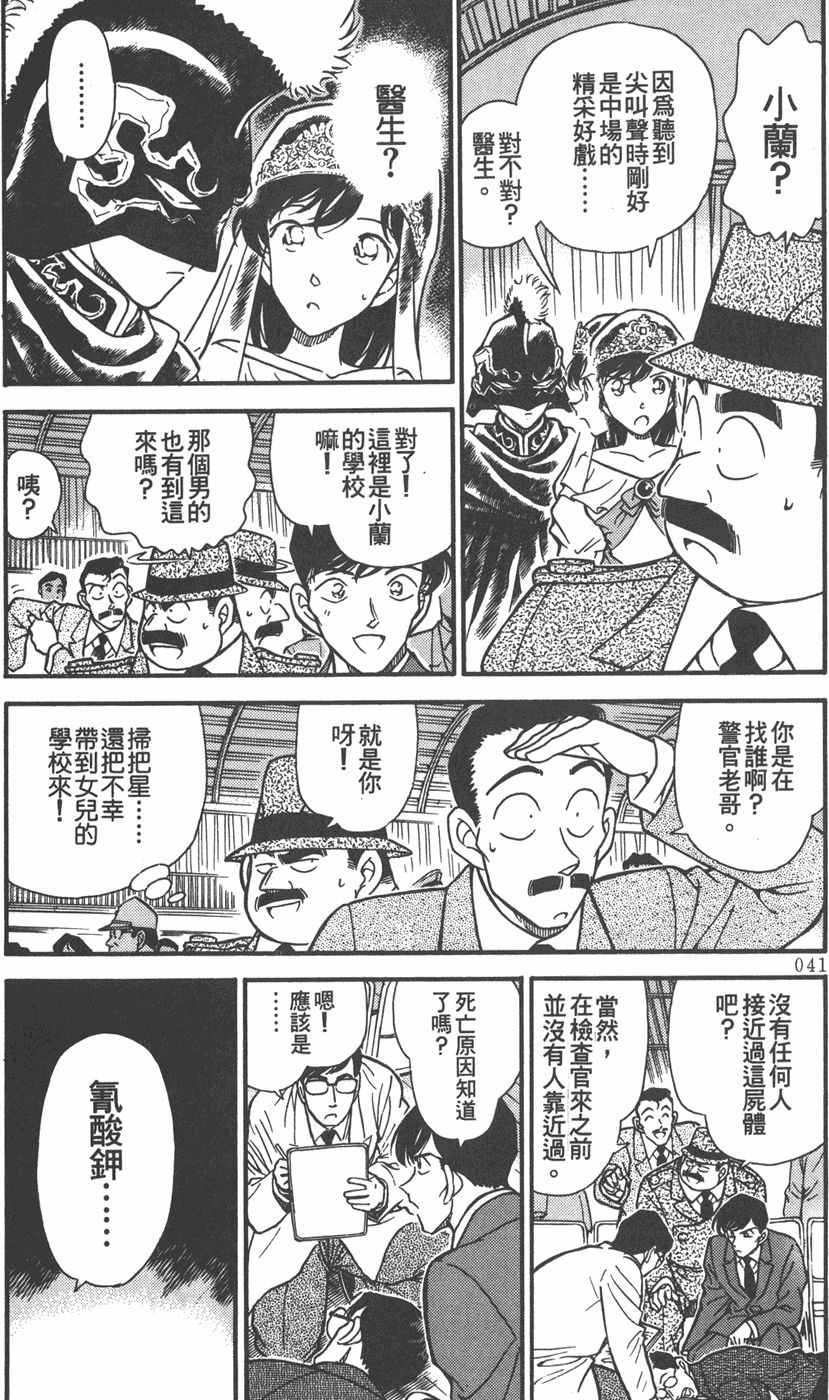 小蘭？
因為聽到
尖叫聲時剛好
是中場的
精采好戲……
對不對？
醫生。
醫生？
………
對了！
這裡是小蘭
的學校
嘛！
那個男的
也有到這
來嗎？
咦？
你是在
找誰啊？
警官老哥。
就是你
呀！
掃把星……
還把不幸
帶到女兒的
學校來！
041
沒有任何人
接近過這屍體
吧？
當然，
在檢查官來之前
並沒有人靠近過。
死亡原因知道
了嗎？
嗯！
應該是
……
氰酸鉀……